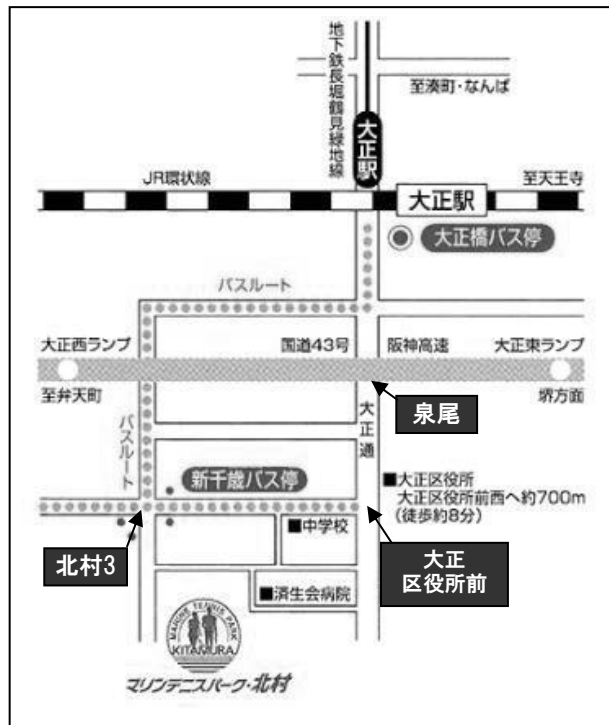 地下鉄長堀鶴見緑地線
至湊町・なんば
大正駅
JR環状線
至天王寺
大正駅
大正橋バス停
バスルート
大正西ランプ
国道43号
阪神高速
大正東ランプ
至弁天町
堺方面
泉尾
大正通
バスルート
新千歳バス停
■大正区役所
大正区役所前西へ約700m
(徒歩約8分)
■中学校
北村3
大正
区役所前
■済生会病院
MARINE TENNIS PARK
KITAMURA
マリンテニスパーク・北村